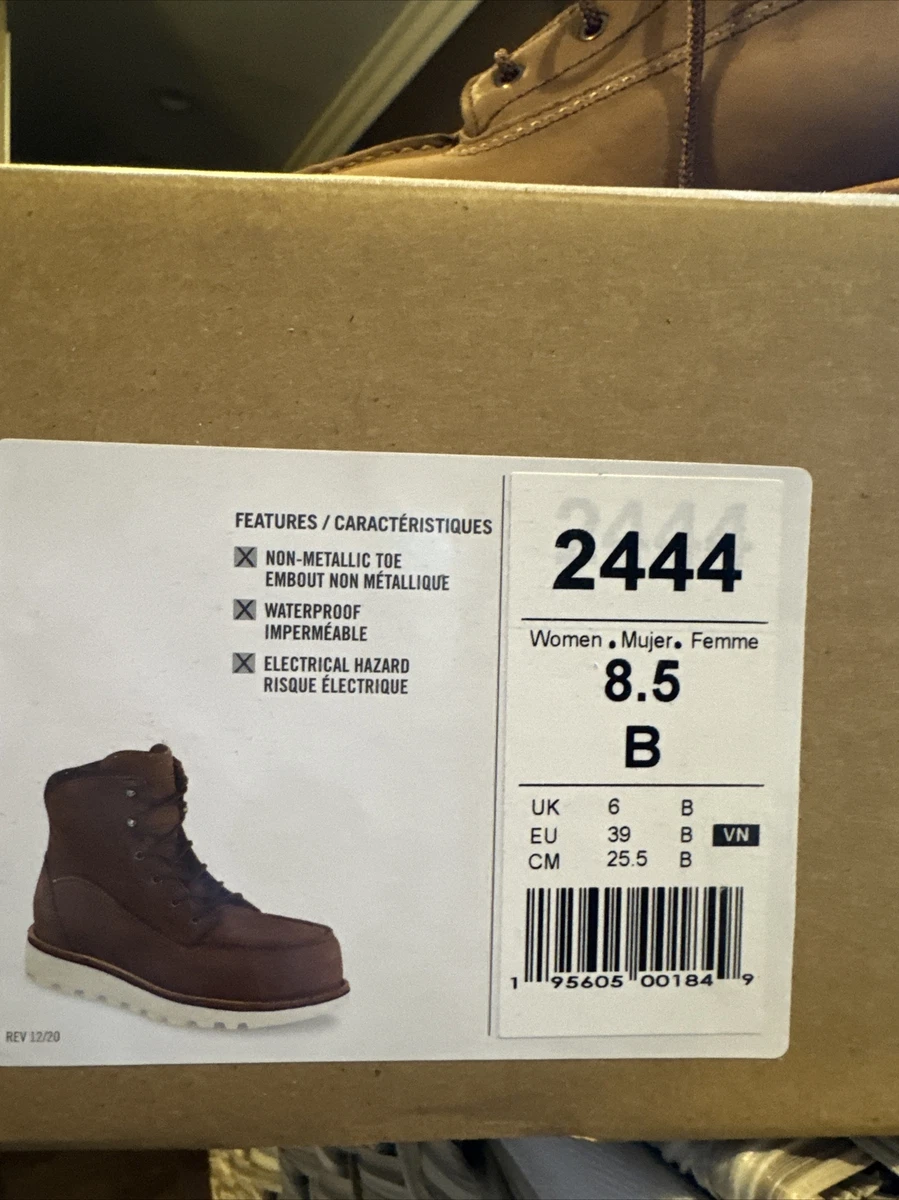 FEATURES / CARACTÉRISTIQUES
NON-METALLIC TOE
EMBOUT NON MÉTALLIQUE
WATERPROOF
IMPERMÉABLE
ELECTRICAL HAZARD
RISQUE ÉLECTRIQUE
REV 12/20
2444
2444
Women . Mujer. Femme
8.5
B
UK 6 B
EU 39 B VN
CM 25.5 B
1 95605 00184 9